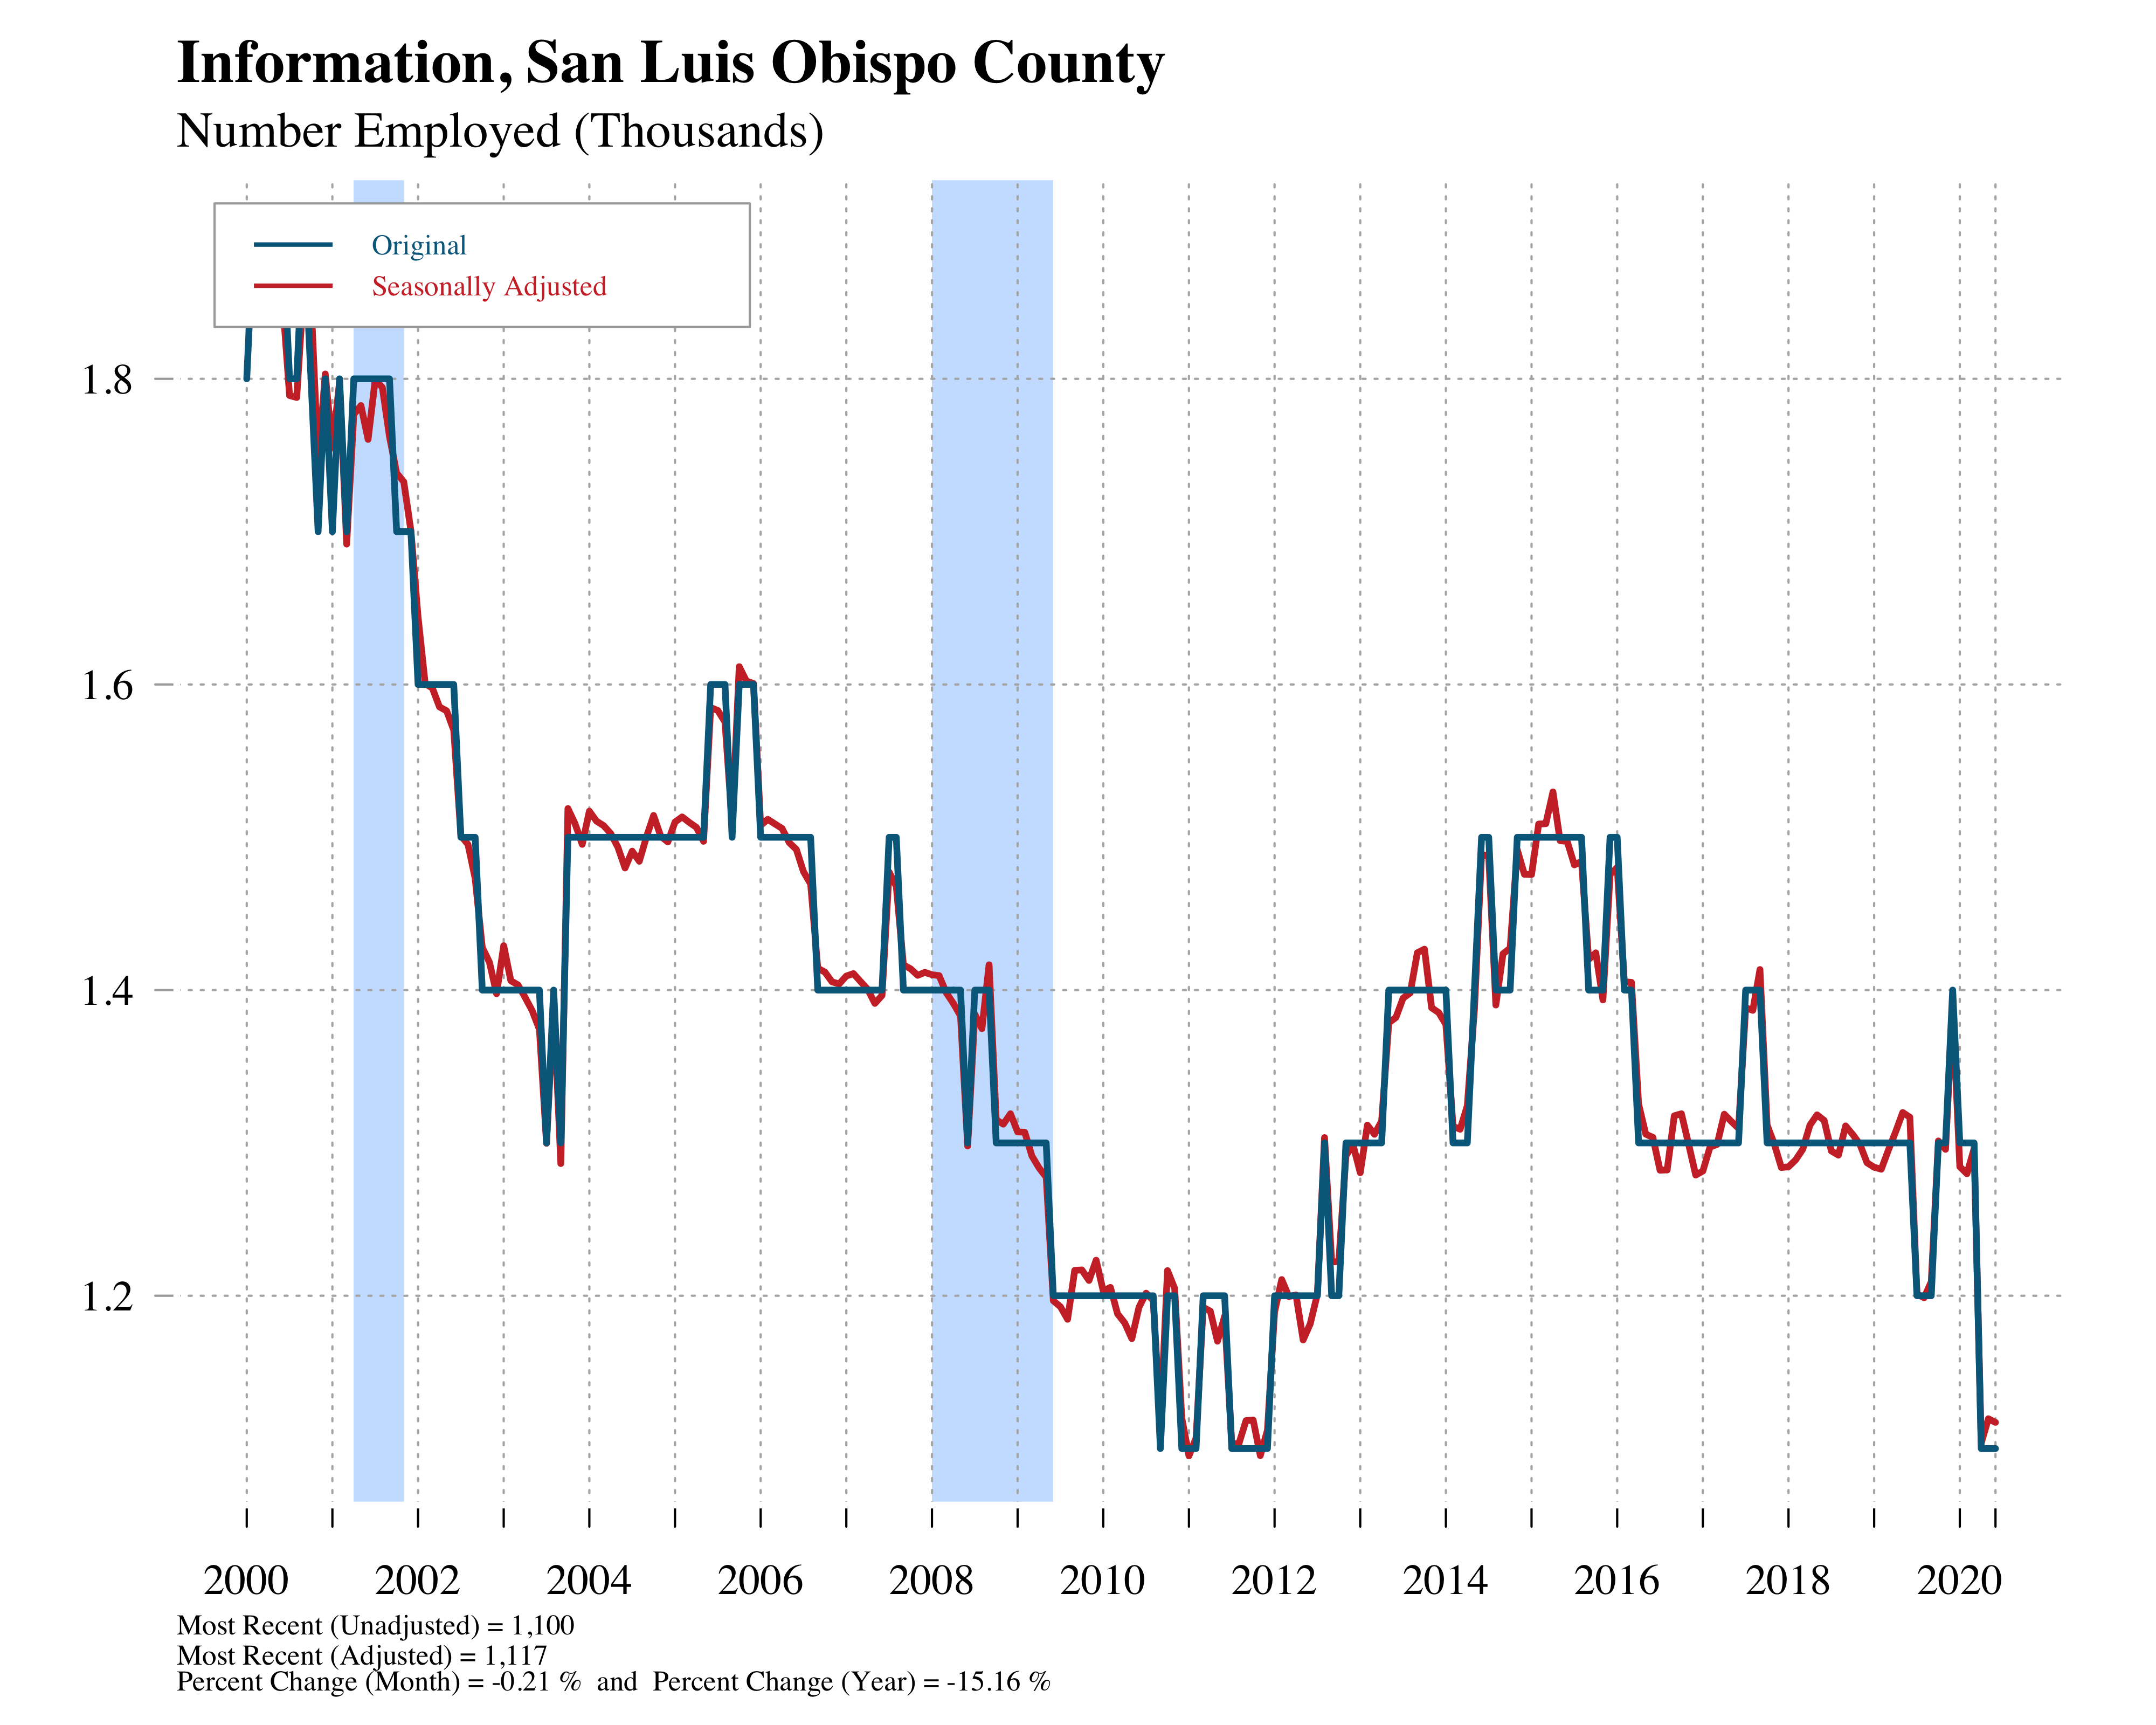 Information, San Luis Obispo County
Number Employed (Thousands)
Original
Seasonally Adjusted
1.8
1.6
1.4
1.2
2000 2002 2004 2006 2008 2010 2012 2014 2016 2018 2020
Most Recent (Unadjusted) = 1,100
Most Recent (Adjusted) = 1,117
Percent Change (Month) = -0.21 % and Percent Change (Year) = -15.16 %